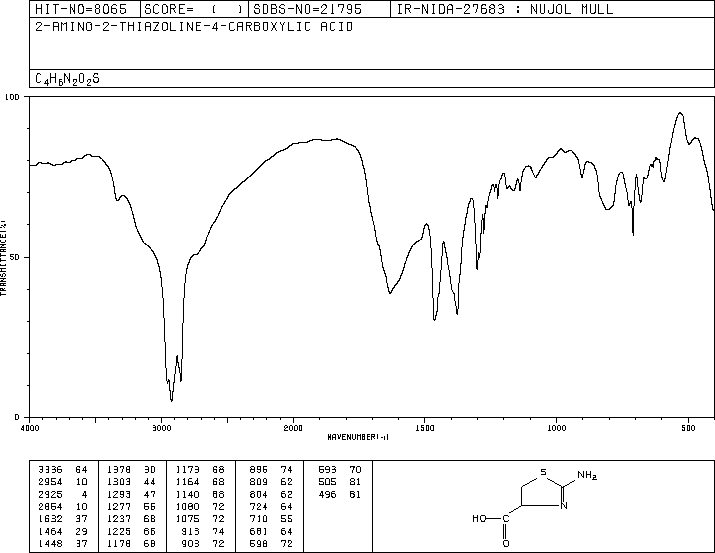 HIT-NO=8065 SCORE= ( ) SDBS-NO=21795 IR-NIDA-27683 : NUJOL MULL
2-AMINO-2-THIAZOLINE-4-CARBOXYLIC ACID
C4H6N2O2S
100
50
0
TRANSMITTANCE(%)
4000 3000 2000 1500 1000 500
WAVENUMBER(-1)
3336 64 1378 30 1173 68 896 74 593 70
2954 10 1303 44 1164 68 809 62 505 81
2925 4 1293 47 1140 68 804 62 496 81
2854 10 1277 56 1080 72 724 64
1632 37 1237 68 1075 72 710 55
1464 29 1225 66 913 74 681 64
1448 37 1178 68 903 72 598 72
S
NH2
N
HO
C
O